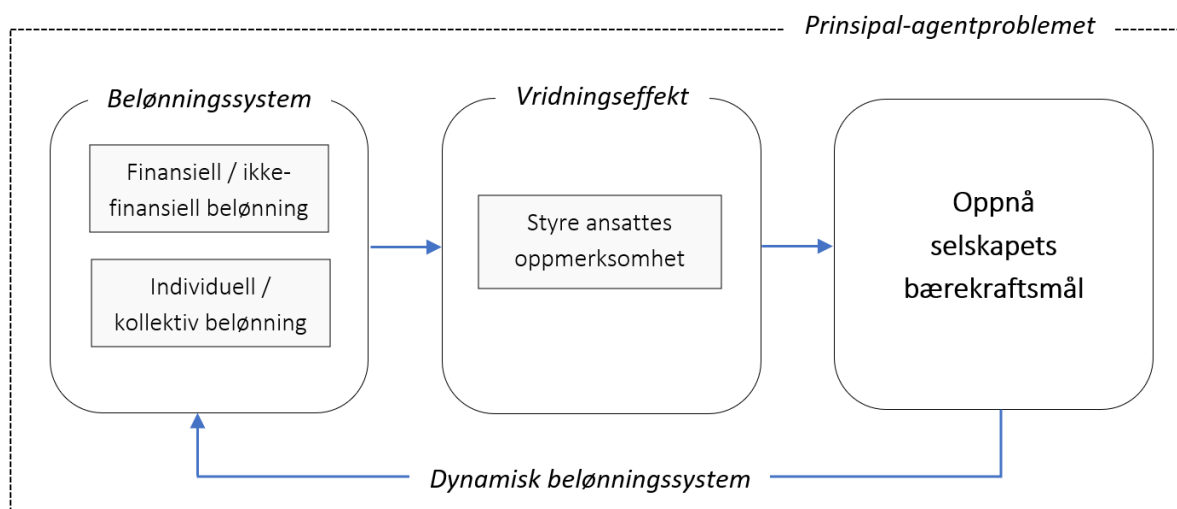 Prinsipal-agentproblemet
Belønningssystem
Finansiell / ikke-
finansiell belønning
Individuell /
kollektiv belønning
Vridningseffekt
Styre ansattes
oppmerksomhet
Oppnå
selskapets
bærekraftsmål
Dynamisk belønningssystem